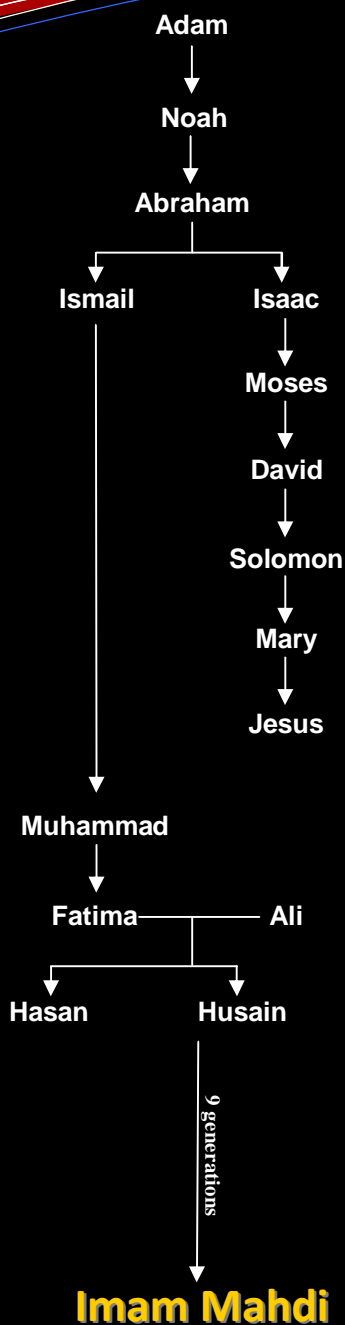 Adam
Noah
Abraham
Ismail Isaac
Moses
David
Solomon
Mary
Jesus
Muhammad
Fatima Ali
Hasan Husain
9 generations
Imam Mahdi